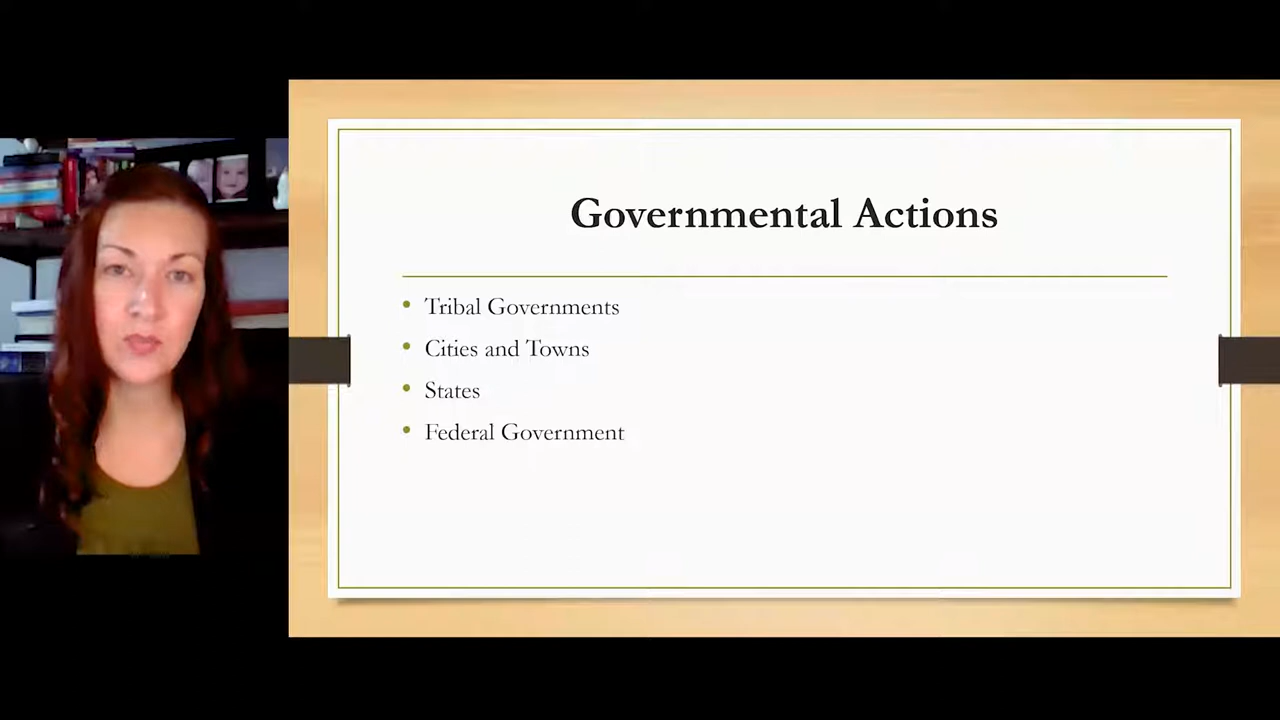 Governmental Actions
Tribal Governments
Cities and Towns
States
Federal Government